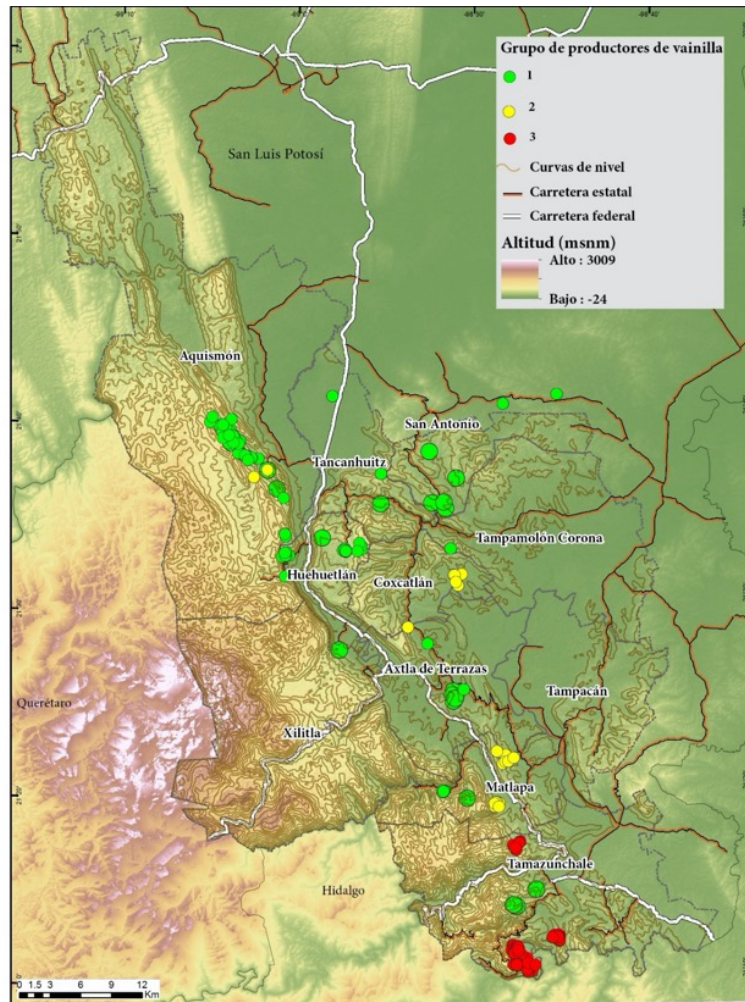 Grupo de productores de vainilla
1
2
3
Curvas de nivel
Carretera estatal
Carretera federal
Altitud (msnm)
Alto : 3009
Bajo : -24
San Luis Potosí
Aquismón
San Antonio
Tancanhuitz
Tampamolón Corona
Huehuetlán
Coxcatlán
Axtla de Terrazas
Tampacán
Querétaro
Xilitla
Matlapa
Tamazunchale
Hidalgo
0 1.5 3 6 9 12
Km